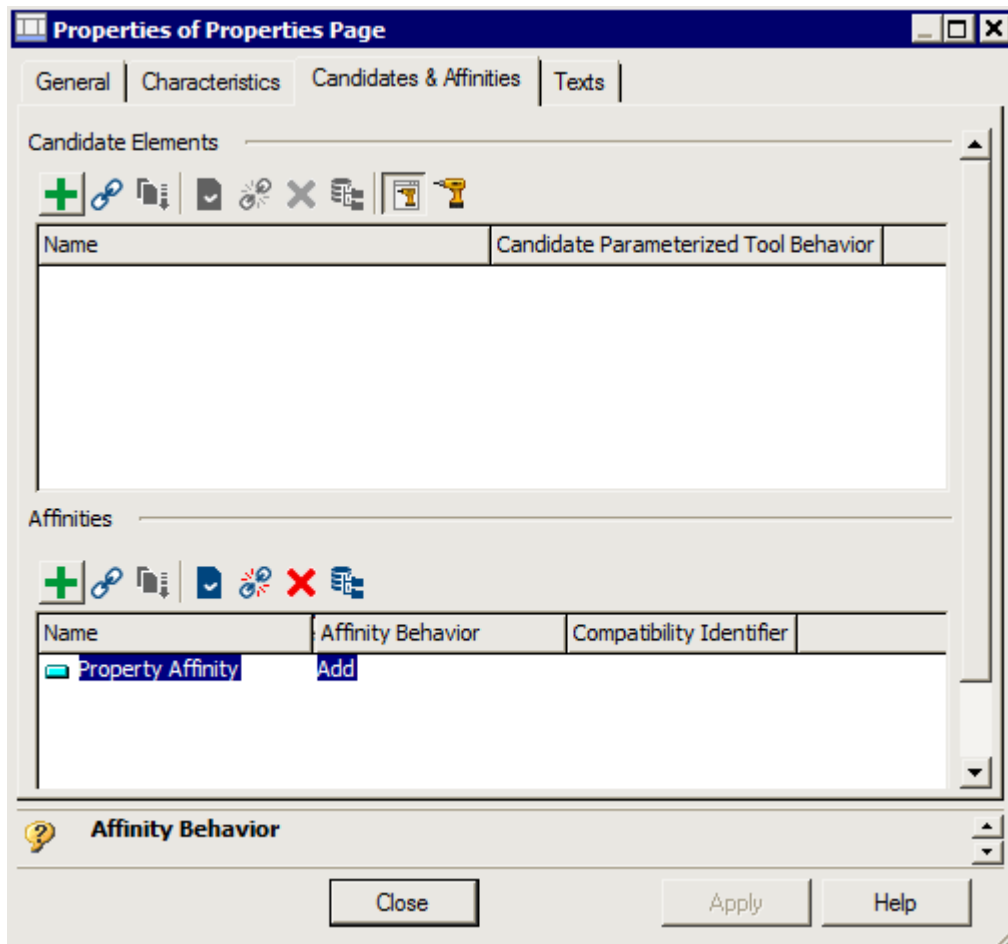 Properties of Properties Page
General Characteristics Candidates & Affinities Texts
Candidate Elements
Name Candidate Parameterized Tool Behavior
Affinities
Name Affinity Behavior Compatibility Identifier
Property Affinity Add
Affinity Behavior
Close Apply Help